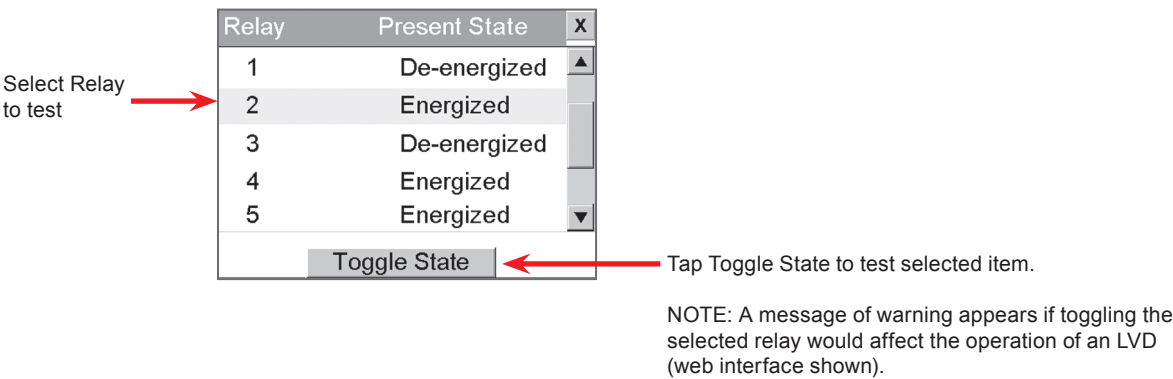 Relay Present State X
1 De-energized
Select Relay
to test
2 Energized
3 De-energized
4 Energized
5 Energized
Toggle State
Tap Toggle State to test selected item.
NOTE: A message of warning appears if toggling the
selected relay would affect the operation of an LVD
(web interface shown).